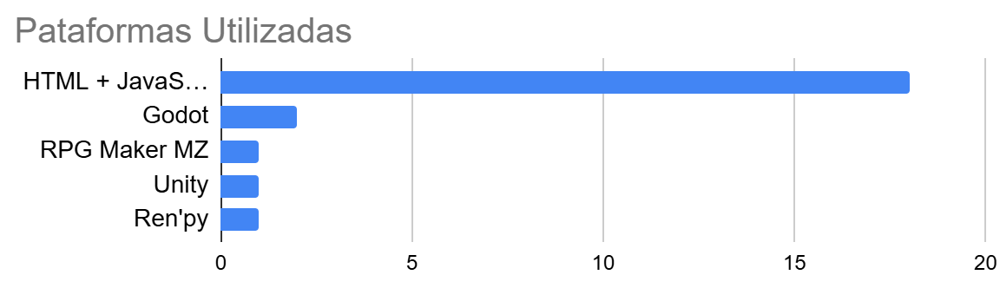 Pataformas Utilizadas
HTML + JavaS…
Godot
RPG Maker MZ
Unity
Ren'py
0 5 10 15 20